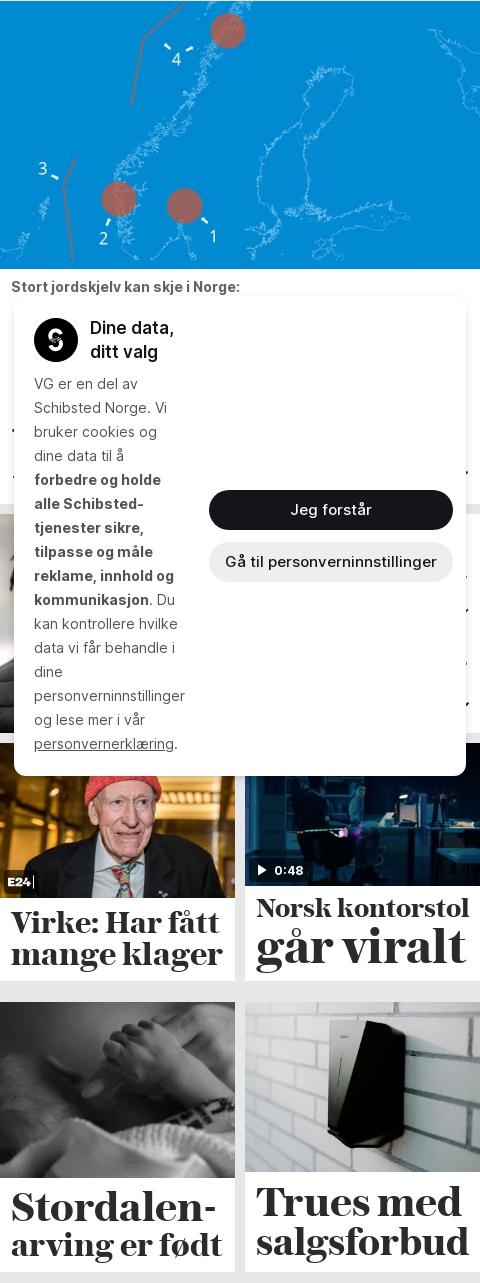 4
3
2
1
Stort jordskjelv kan skje i Norge:
Dine data,
ditt valg
VG er en del av
Schibsted Norge. Vi
bruker cookies og
dine data til å
forbedre og holde
alle Schibsted-
tjenester sikre,
tilpasse og måle
reklame, innhold og
kommunikasjon. Du
kan kontrollere hvilke
data vi får behandle i
dine
personverninnstillinger
og lese mer i vår
personvernerklæring.
Jeg forstår
Gå til personverninnstillinger
E24
Virke: Har fått
mange klager
0:48
Norsk kontorstol
går viralt
Stordalen-
arving er født
Trues med
salgsforbud